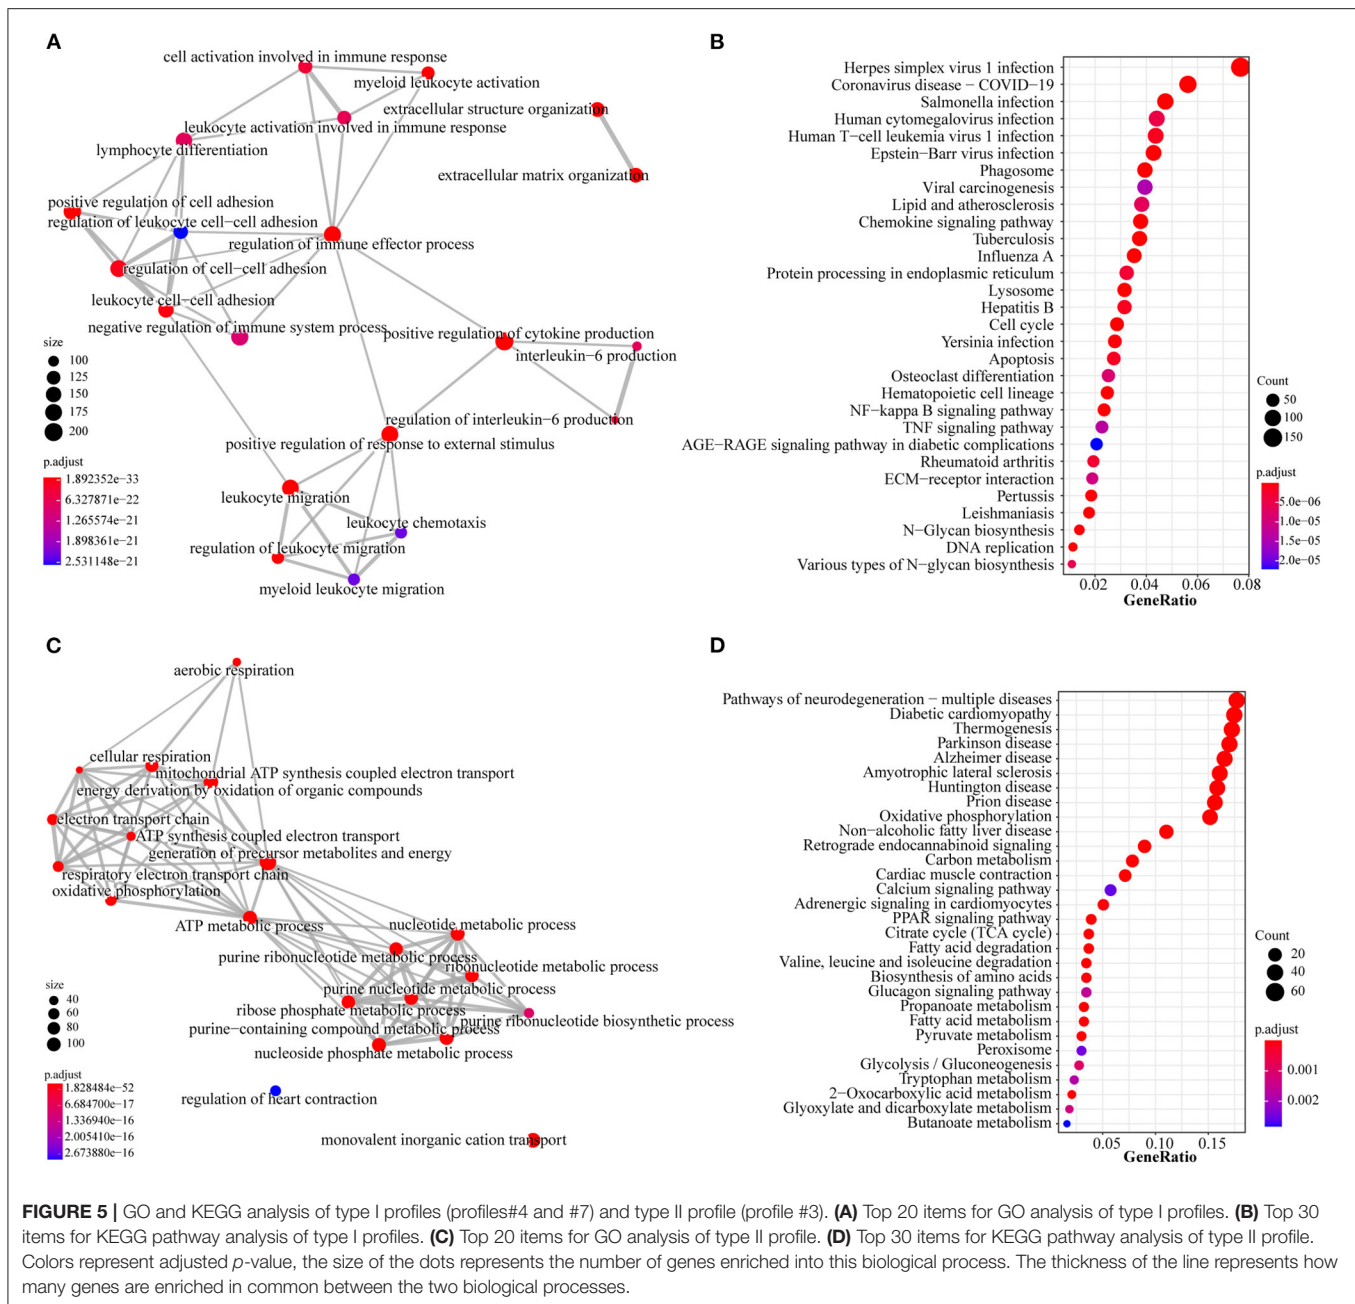 A
cell activation involved in immune response
myeloid leukocyte activation
extracellular structure organization
leukocyte activation involved in immune response
lymphocyte differentiation
extracellular matrix organization
positive regulation of cell adhesion
regulation of leukocyte cell−cell adhesion
regulation of immune effector process
regulation of cell−cell adhesion
leukocyte cell−cell adhesion
negative regulation of immune system process
positive regulation of cytokine production
interleukin−6 production
regulation of interleukin−6 production
positive regulation of response to external stimulus
leukocyte migration
leukocyte chemotaxis
regulation of leukocyte migration
myeloid leukocyte migration
size
100
125
150
175
200
p.adjust
1.892352e−33
6.327871e−22
1.265574e−21
1.898361e−21
2.531148e−21
B
Herpes simplex virus 1 infection
Coronavirus disease − COVID−19
Salmonella infection
Human cytomegalovirus infection
Human T−cell leukemia virus 1 infection
Epstein−Barr virus infection
Phagosome
Viral carcinogenesis
Lipid and atherosclerosis
Chemokine signaling pathway
Tuberculosis
Influenza A
Protein processing in endoplasmic reticulum
Lysosome
Hepatitis B
Cell cycle
Yersinia infection
Apoptosis
Osteoclast differentiation
Hematopoietic cell lineage
NF−kappa B signaling pathway
TNF signaling pathway
AGE−RAGE signaling pathway in diabetic complications
Rheumatoid arthritis
ECM−receptor interaction
Pertussis
Leishmaniasis
N−Glycan biosynthesis
DNA replication
Various types of N−glycan biosynthesis
0.02 0.04 0.06 0.08
GeneRatio
Count
50
100
150
p.adjust
5.0e−06
1.0e−05
1.5e−05
2.0e−05
C
aerobic respiration
cellular respiration
mitochondrial ATP synthesis coupled electron transport
energy derivation by oxidation of organic compounds
electron transport chain
ATP synthesis coupled electron transport
generation of precursor metabolites and energy
respiratory electron transport chain
oxidative phosphorylation
ATP metabolic process
nucleotide metabolic process
purine ribonucleotide metabolic process
ribonucleotide metabolic process
purine nucleotide metabolic process
ribose phosphate metabolic process
purine ribonucleotide biosynthetic process
purine−containing compound metabolic process
nucleoside phosphate metabolic process
regulation of heart contraction
monovalent inorganic cation transport
size
40
60
80
100
p.adjust
1.828484e−52
6.684700e−17
1.336940e−16
2.005410e−16
2.673880e−16
D
Pathways of neurodegeneration − multiple diseases
Diabetic cardiomyopathy
Thermogenesis
Parkinson disease
Alzheimer disease
Amyotrophic lateral sclerosis
Huntington disease
Prion disease
Oxidative phosphorylation
Non−alcoholic fatty liver disease
Retrograde endocannabinoid signaling
Carbon metabolism
Cardiac muscle contraction
Calcium signaling pathway
Adrenergic signaling in cardiomyocytes
PPAR signaling pathway
Citrate cycle (TCA cycle)
Fatty acid degradation
Valine, leucine and isoleucine degradation
Biosynthesis of amino acids
Glucagon signaling pathway
Propanoate metabolism
Fatty acid metabolism
Pyruvate metabolism
Peroxisome
Glycolysis / Gluconeogenesis
Tryptophan metabolism
2−Oxocarboxylic acid metabolism
Glyoxylate and dicarboxylate metabolism
Butanoate metabolism
0.05 0.10 0.15
GeneRatio
Count
20
40
60
p.adjust
0.001
0.002
FIGURE 5 | GO and KEGG analysis of type I profiles (profiles#4 and #7) and type II profile (profile #3). (A) Top 20 items for GO analysis of type I profiles. (B) Top 30
items for KEGG pathway analysis of type I profiles. (C) Top 20 items for GO analysis of type II profile. (D) Top 30 items for KEGG pathway analysis of type II profile.
Colors represent adjusted p-value, the size of the dots represents the number of genes enriched into this biological process. The thickness of the line represents how
many genes are enriched in common between the two biological processes.